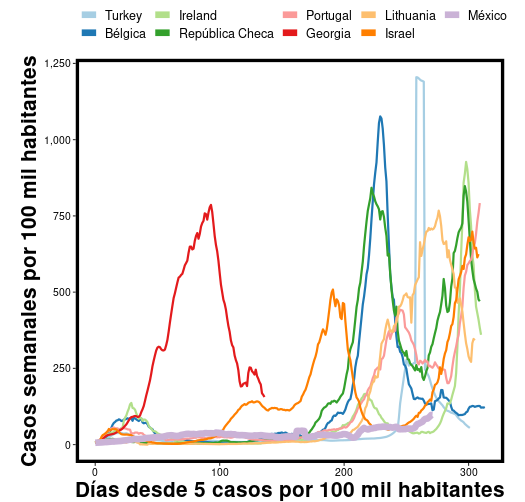 Turkey Ireland Portugal Lithuania México
Bélgica República Checa Georgia Israel
Casos semanales por 100 mil habitantes
1,250
1,000
750
500
250
0
0 100 200 300
Días desde 5 casos por 100 mil habitantes